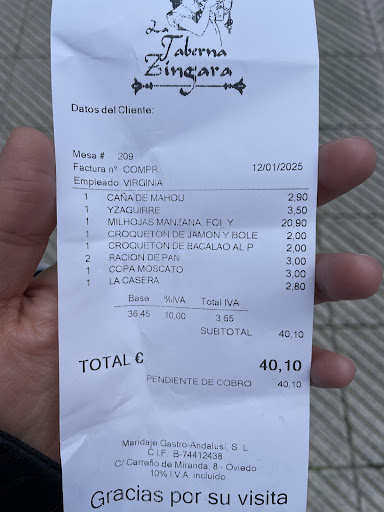 La
Taberna
Zíngara
Datos del Cliente:
Mesa # 209
Factura nº COMPR 12/01/2025
Empleado VIRGINIA
1 CAÑA DE MAHOU 2,90
1 YZAGUIRRE 3,50
1 MILHOJAS MANZANA, FOI, Y 20,90
1 CROQUETON DE JAMON Y BOLE 2,00
1 CROQUETON DE BACALAO AL P 2,00
2 RACION DE PAN 3,00
1 COPA MOSCATO 3,00
1 LA CASERA 2,80
Base %IVA Total IVA
36,45 10,00 3,65
SUBTOTAL 40,10
TOTAL € 40,10
PENDIENTE DE COBRO 40,10
Maridaje Gastro-Andalusí, S. L
C.I.F. B-74412438
C/ Carreño de Miranda, 8 - Oviedo
10% I.V.A. incluido
Gracias por su visita